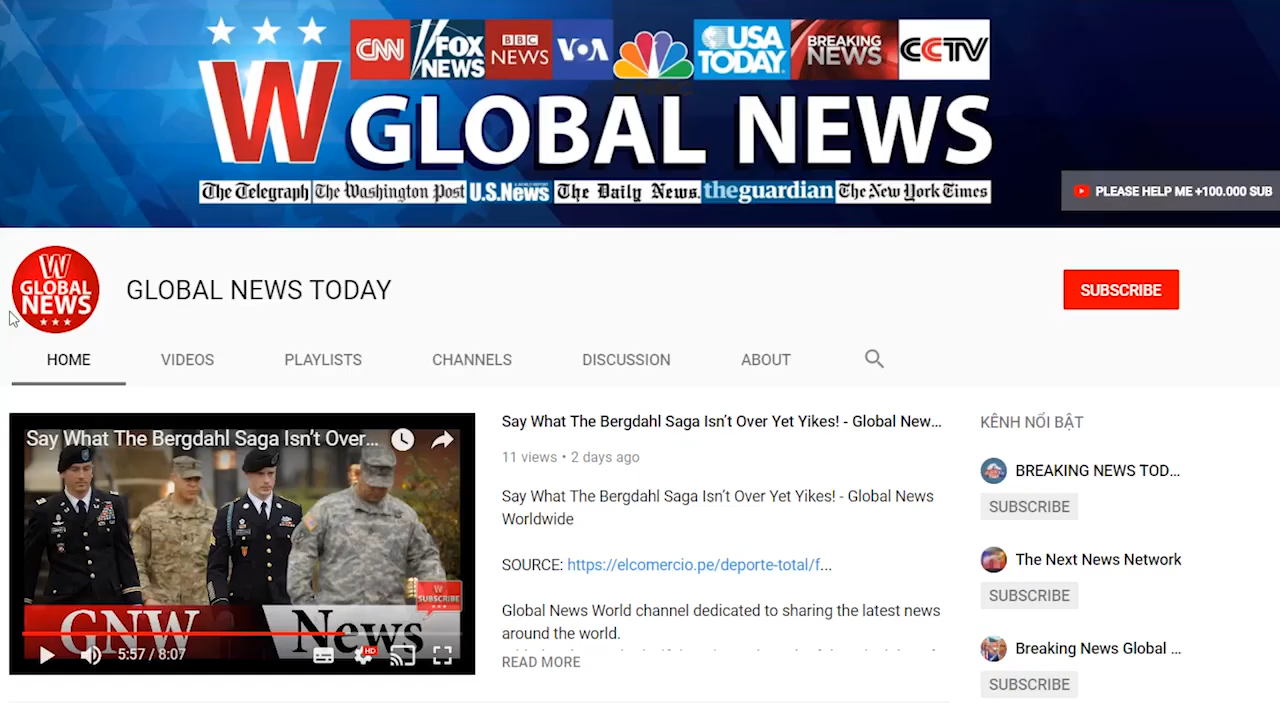 CNN FOX NEWS BBC NEWS VOA USA TODAY BREAKING NEWS CCTV
W GLOBAL NEWS
The Telegraph The Washington Post U.S.News The Daily News. theguardian The New York Times
PLEASE HELP ME +100.000 SUB
W
GLOBAL
NEWS
GLOBAL NEWS TODAY
SUBSCRIBE
HOME VIDEOS PLAYLISTS CHANNELS DISCUSSION ABOUT
Say What The Bergdahl Saga Isn’t Over...
W
SUBSCRIBE
GNW News
5:57 / 8:07
HD
Say What The Bergdahl Saga Isn’t Over Yet Yikes! - Global New...
11 views • 2 days ago
Say What The Bergdahl Saga Isn’t Over Yet Yikes! - Global News
Worldwide
SOURCE: https://elcomercio.pe/deporte-total/f...
Global News World channel dedicated to sharing the latest news
around the world.
READ MORE
KÊNH NỔI BẬT
BREAKING NEWS TOD...
SUBSCRIBE
The Next News Network
SUBSCRIBE
Breaking News Global ...
SUBSCRIBE